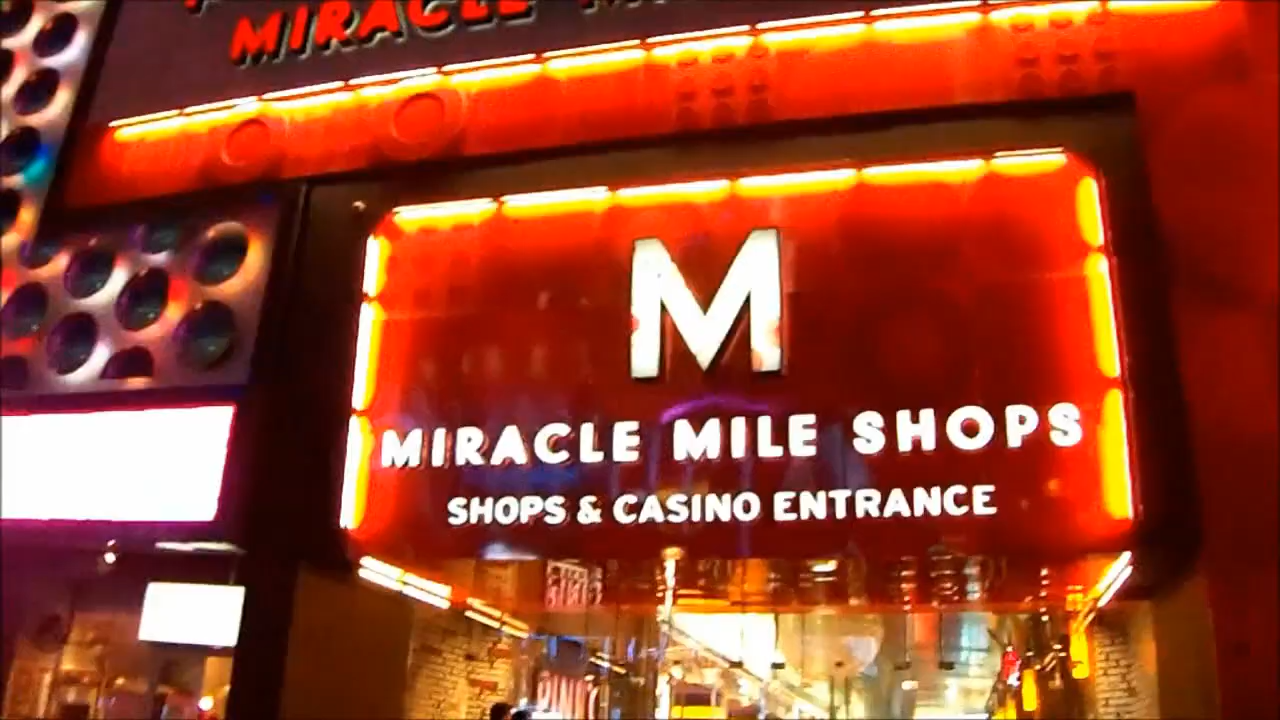 MIRACLE
M
MIRACLE MILE SHOPS
SHOPS & CASINO ENTRANCE